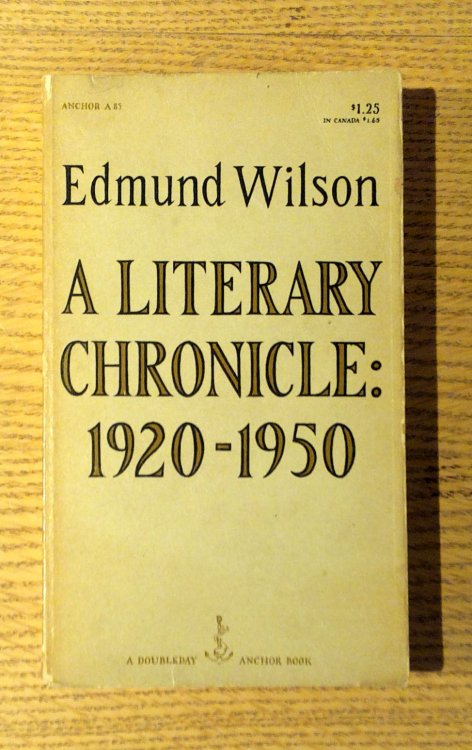 ANCHOR A 85
$1.25
IN CANADA $1.65
Edmund Wilson
A LITERARY
CHRONICLE:
1920-1950
A DOUBLEDAY ANCHOR BOOK